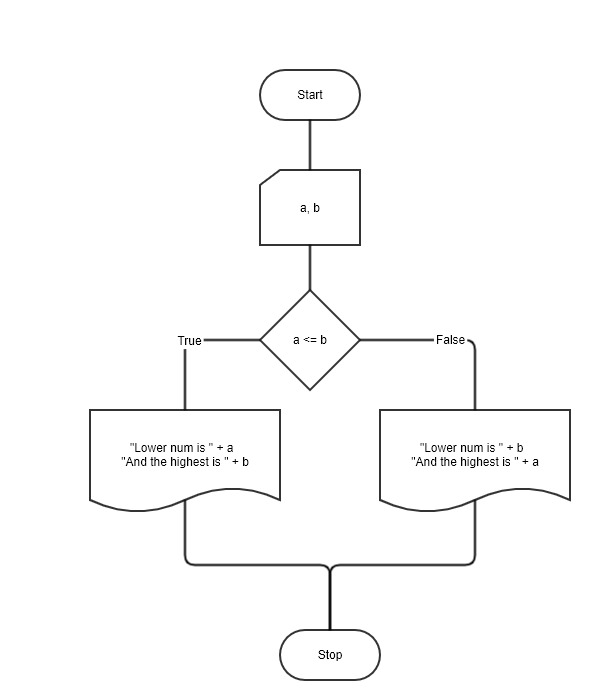 Start
a, b
a <= b
True
False
"Lower num is " + a
"And the highest is " + b
"Lower num is " + b
"And the highest is " + a
Stop